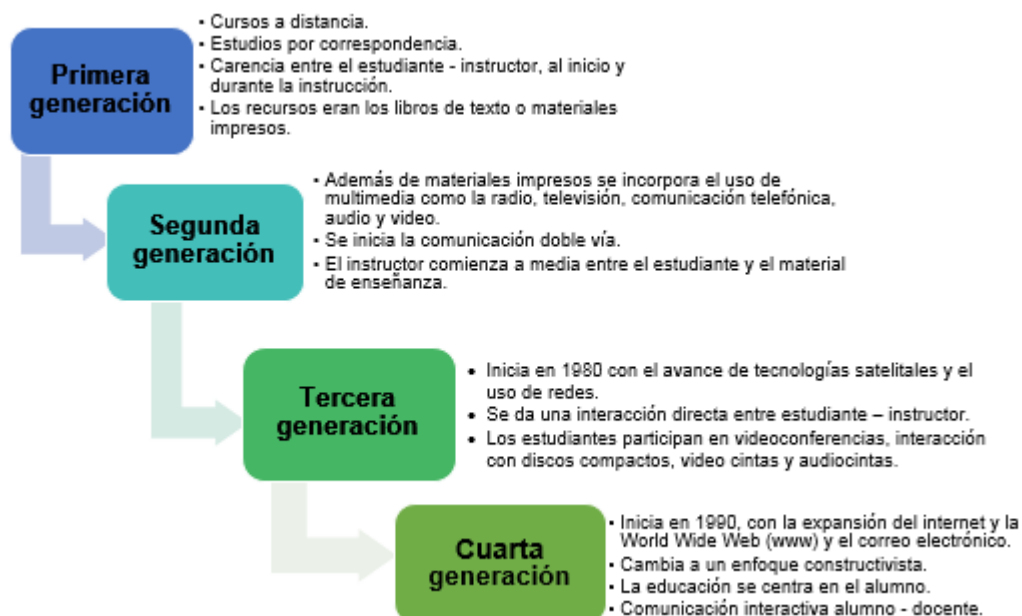 Primera
generación
· Cursos a distancia.
· Estudios por correspondencia.
· Carencia entre el estudiante - instructor, al inicio y
durante la instrucción.
· Los recursos eran los libros de texto o materiales
impresos.
Segunda
generación
· Además de materiales impresos se incorpora el uso de
multimedia como la radio, televisión, comunicación telefónica,
audio y video.
· Se inicia la comunicación doble vía.
· El instructor comienza a media entre el estudiante y el material
de enseñanza.
Tercera
generación
• Inicia en 1980 con el avance de tecnologías satelitales y el
uso de redes.
• Se da una interacción directa entre estudiante – instructor.
• Los estudiantes participan en videoconferencias, interacción
con discos compactos, video cintas y audiocintas.
Cuarta
generación
· Inicia en 1990, con la expansión del internet y la
World Wide Web (www) y el correo electrónico.
· Cambia a un enfoque constructivista.
· La educación se centra en el alumno.
· Comunicación interactiva alumno - docente.